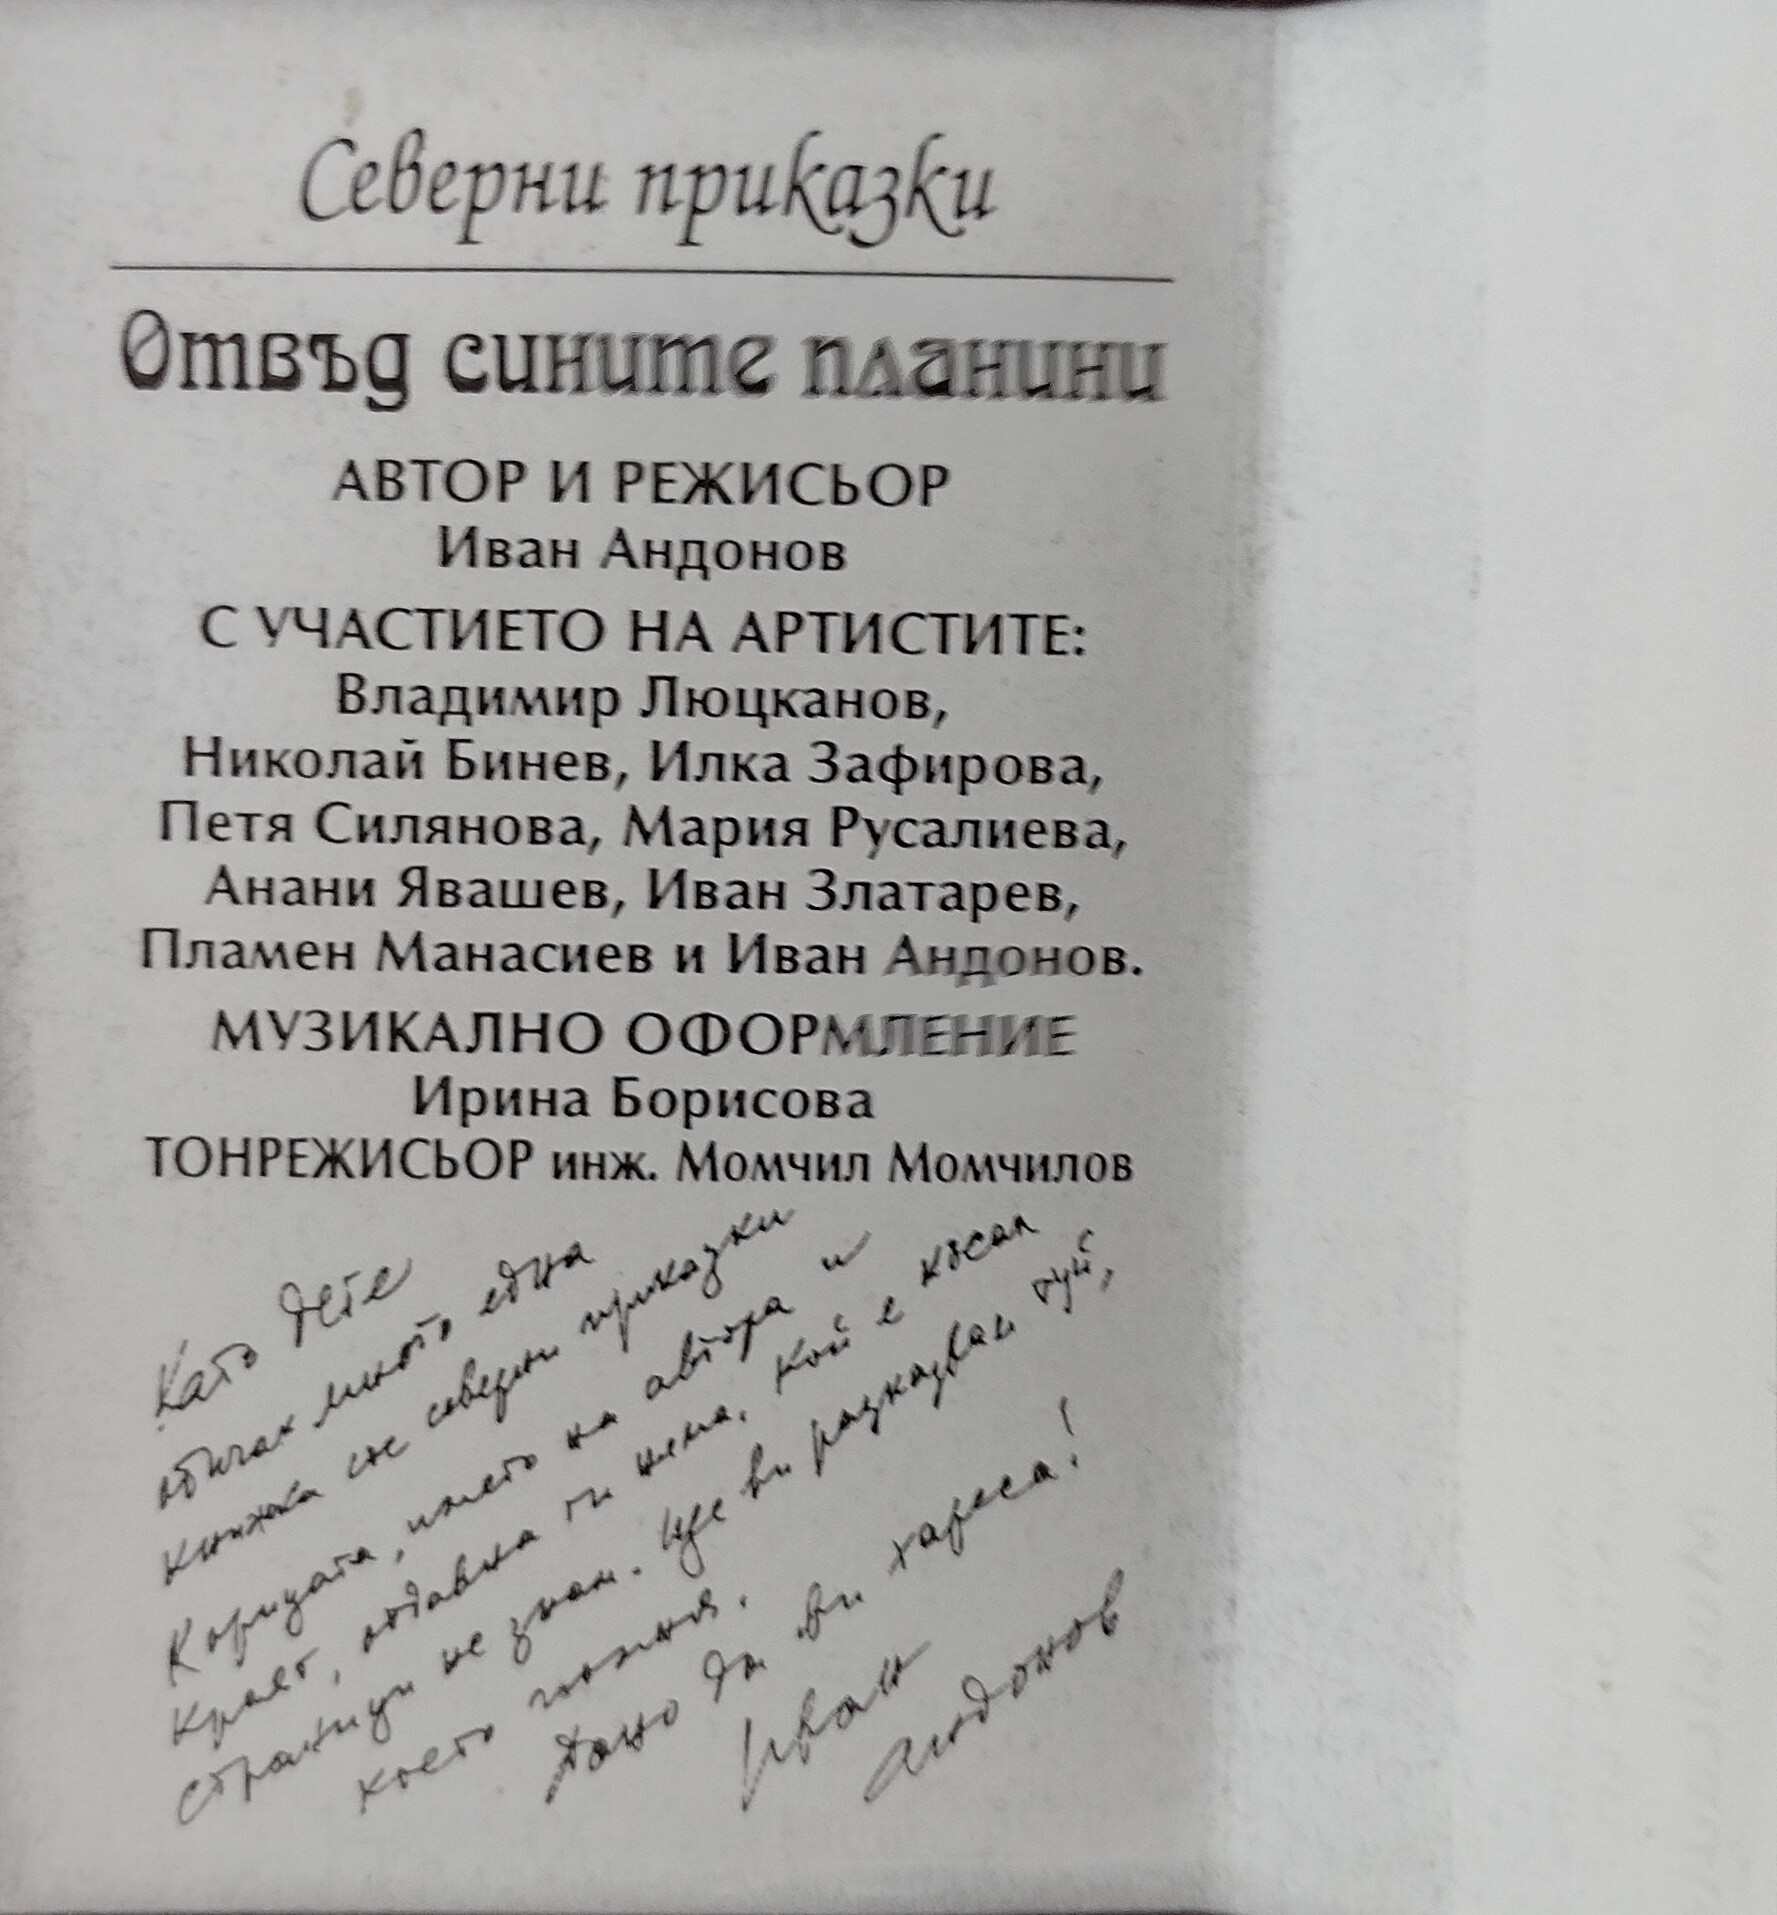 Северни приказки
Отвъд сините планини
АВТОР И РЕЖИСЬОР
Иван Андонов
С УЧАСТИЕТО НА АРТИСТИТЕ:
Владимир Люцканов,
Николай Бинев, Илка Зафирова,
Петя Силянова, Мария Русалиева,
Анани Явашев, Иван Златарев,
Пламен Манасиев и Иван Андонов.
МУЗИКАЛНО ОФОРМЛЕНИЕ
Ирина Борисова
ТОНРЕЖИСЬОР инж. Момчил Момчилов
Като дете
обичах много една
книжка със северни приказки
Корицата, името на автора и
краят, отдавна ги няма. Кой е късал
страници не знам. Ще ви разказвам туй,
което помня.
Дано да ви хареса!
Иван
Андонов